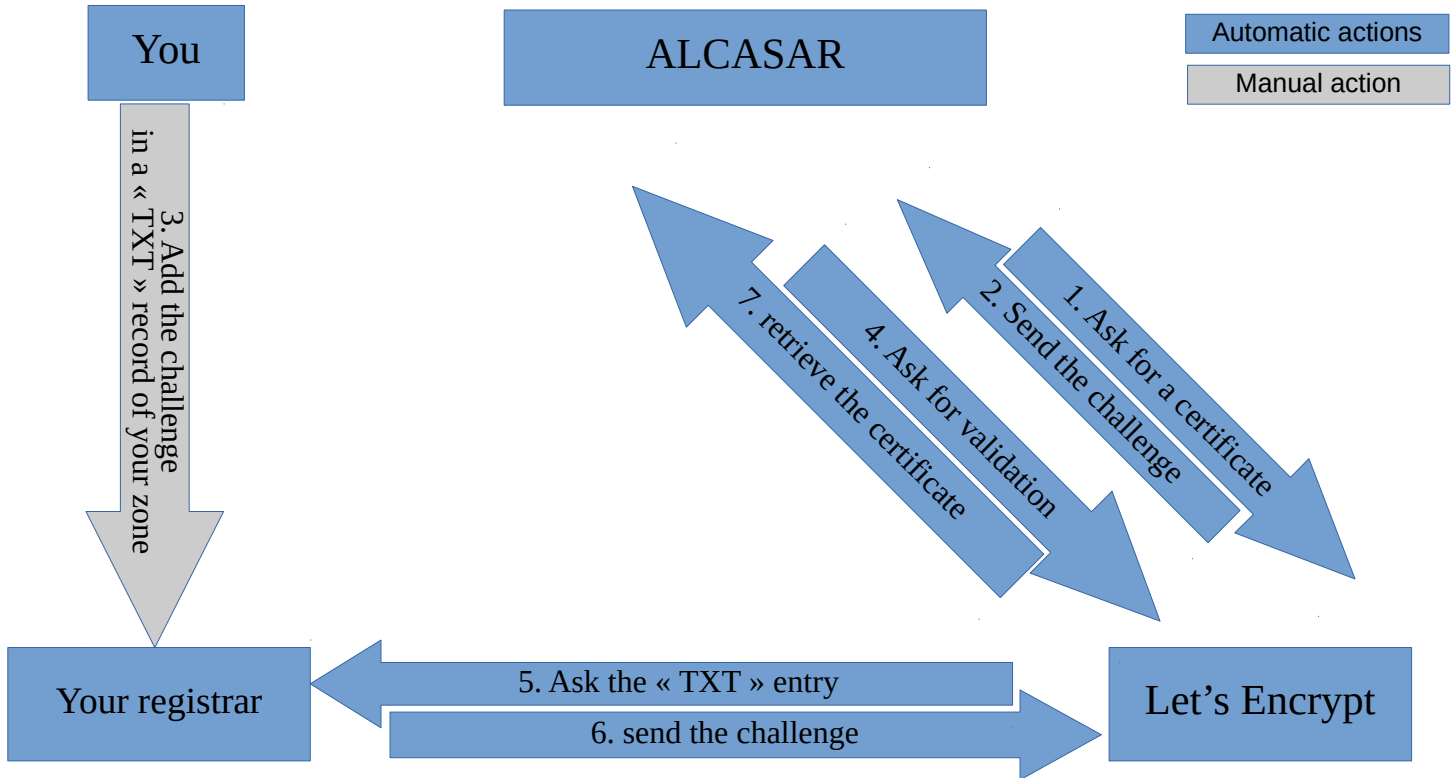 You
ALCASAR
Automatic actions
Manual action
3. Add the challenge
in a « TXT » record of your zone
1. Ask for a certificate
2. Send the challenge
4. Ask for validation
7. retrieve the certificate
Your registrar
5. Ask the « TXT » entry
6. send the challenge
Let’s Encrypt